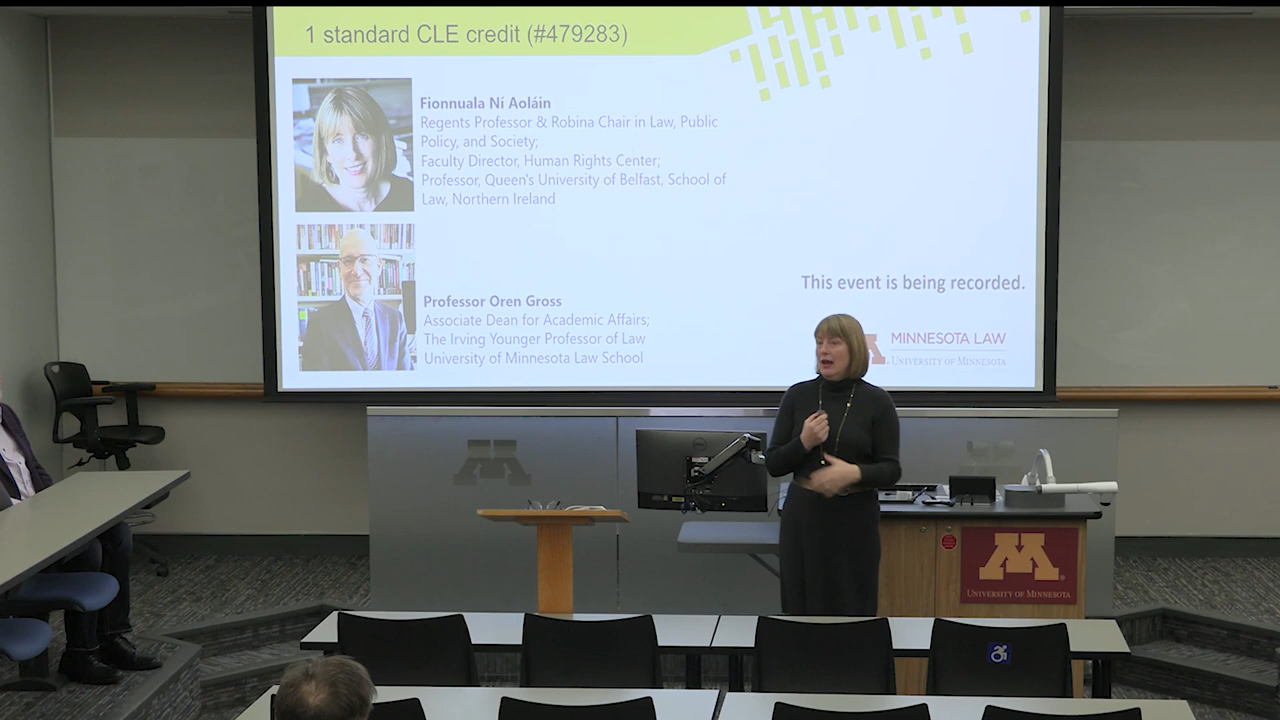 1 standard CLE credit (#479283)
Fionnuala Ní Aoláin
Regents Professor & Robina Chair in Law, Public
Policy, and Society;
Faculty Director, Human Rights Center;
Professor, Queen's University of Belfast, School of
Law, Northern Ireland
Professor Oren Gross
Associate Dean for Academic Affairs;
The Irving Younger Professor of Law
University of Minnesota Law School
This event is being recorded.
MINNESOTA LAW
UNIVERSITY OF MINNESOTA
M
DELL
M
UNIVERSITY OF MINNESOTA